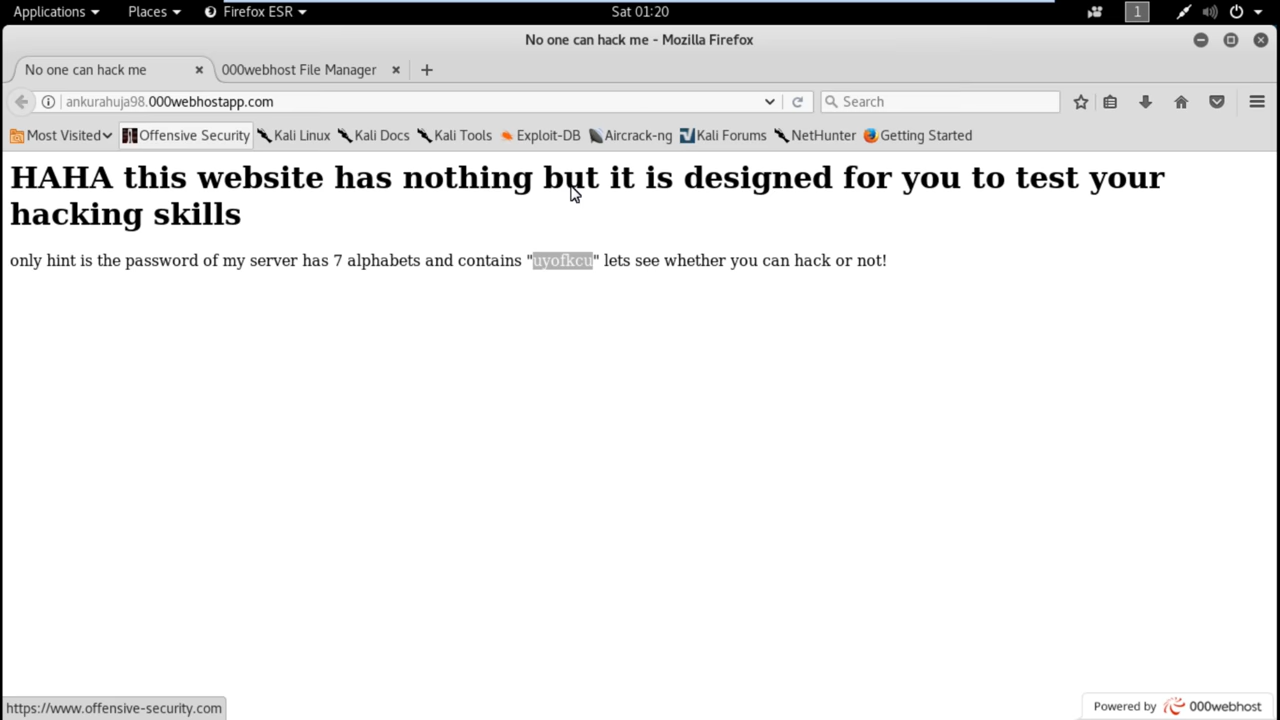 Applications Places Firefox ESR Sat 01:20 1
No one can hack me - Mozilla Firefox
No one can hack me 000webhost File Manager
ankurahuja98.000webhostapp.com Search
Most Visited Offensive Security Kali Linux Kali Docs Kali Tools Exploit-DB Aircrack-ng Kali Forums NetHunter Getting Started
HAHA this website has nothing but it is designed for you to test your
hacking skills
only hint is the password of my server has 7 alphabets and contains "uyofkcu" lets see whether you can hack or not!
https://www.offensive-security.com
Powered by 000webhost